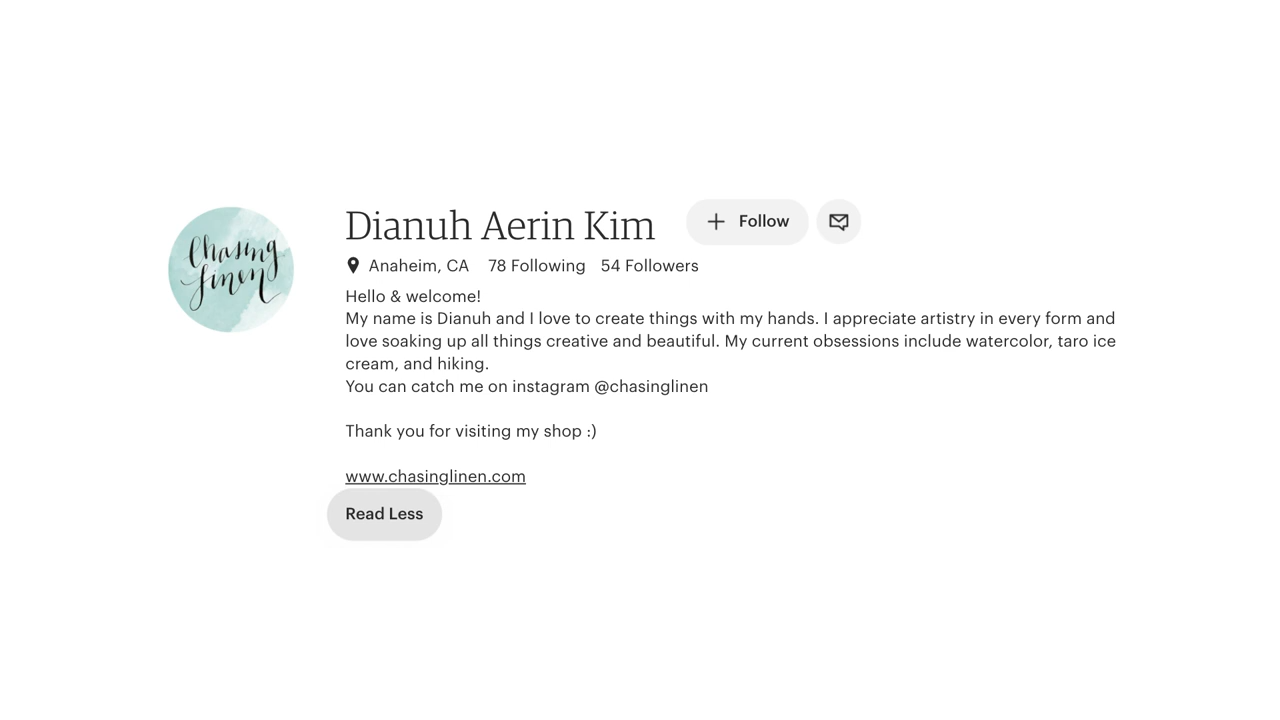 Chasing
Linen
Dianuh Aerin Kim
Follow
Anaheim, CA 78 Following 54 Followers
Hello & welcome!
My name is Dianuh and I love to create things with my hands. I appreciate artistry in every form and
love soaking up all things creative and beautiful. My current obsessions include watercolor, taro ice
cream, and hiking.
You can catch me on instagram @chasinglinen
Thank you for visiting my shop :)
www.chasinglinen.com
Read Less